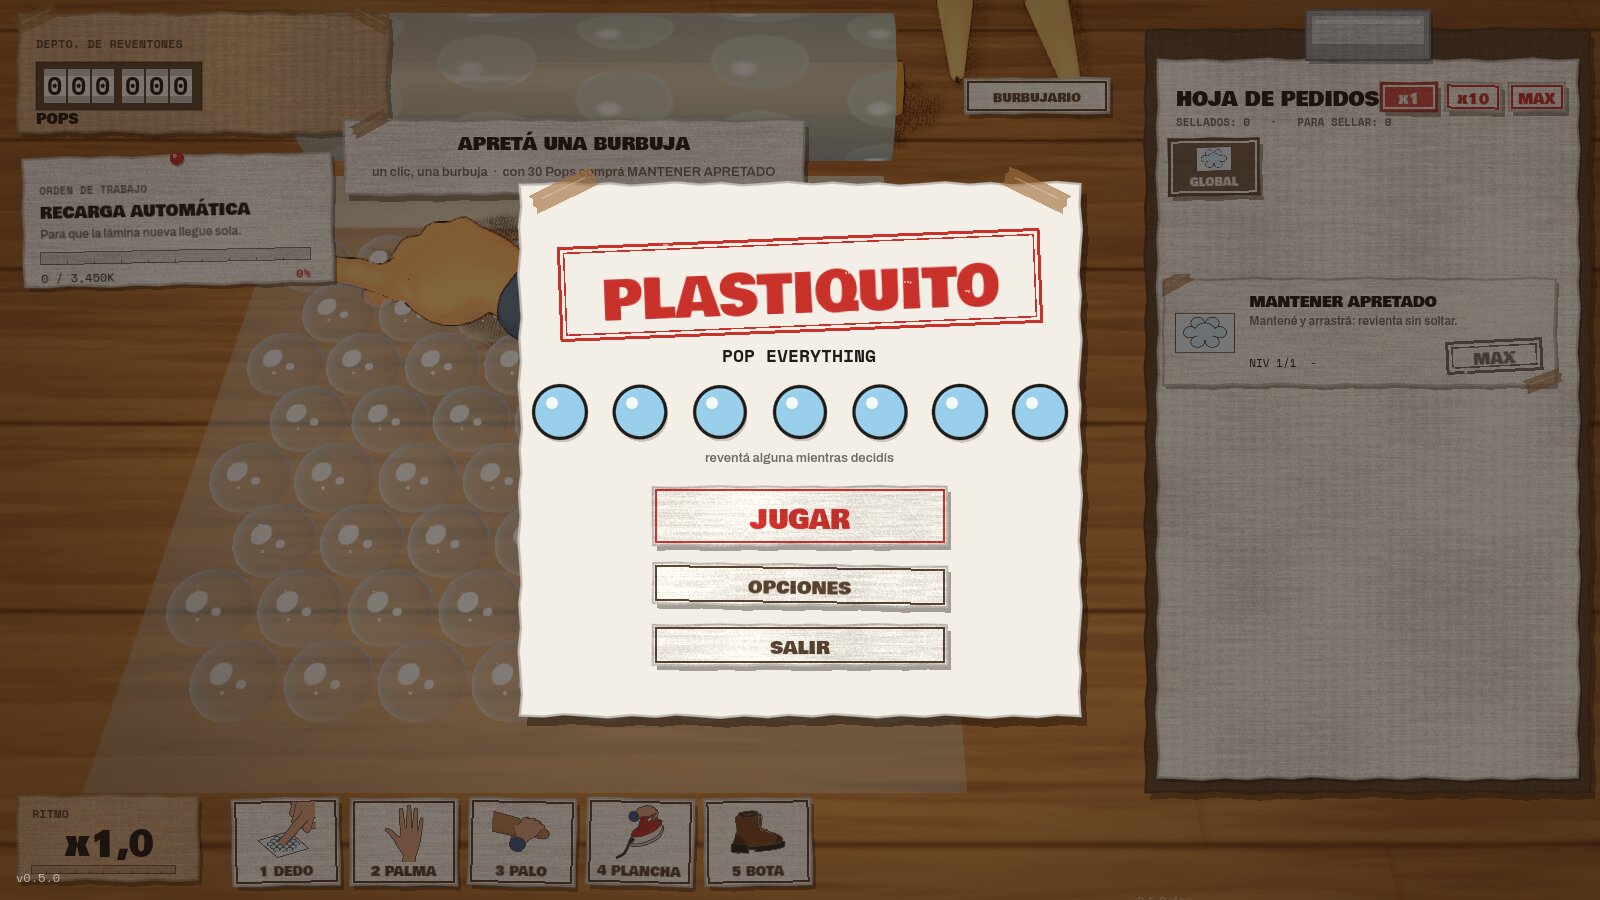 DEPTO. DE REVENTONES
000 000
POPS
BURBUJARIO
HOJA DE PEDIDOS
x1
x10
MAX
SELLADOS: 0 · PARA SELLAR: 0
GLOBAL
APRETÁ UNA BURBUJA
un clic, una burbuja · con 30 Pops comprá MANTENER APRETADO
ORDEN DE TRABAJO
RECARGA AUTOMÁTICA
Para que la lámina nueva llegue sola.
0 / 3,450K
0%
PLASTIQUITO
POP EVERYTHING
reventá alguna mientras decidís
JUGAR
OPCIONES
SALIR
MANTENER APRETADO
Mantené y arrastrá: revienta sin soltar.
NIV 1/1 -
MAX
RITMO
x1,0
v0.5.0
1 DEDO
2 PALMA
3 PALO
4 PLANCHA
5 BOTA